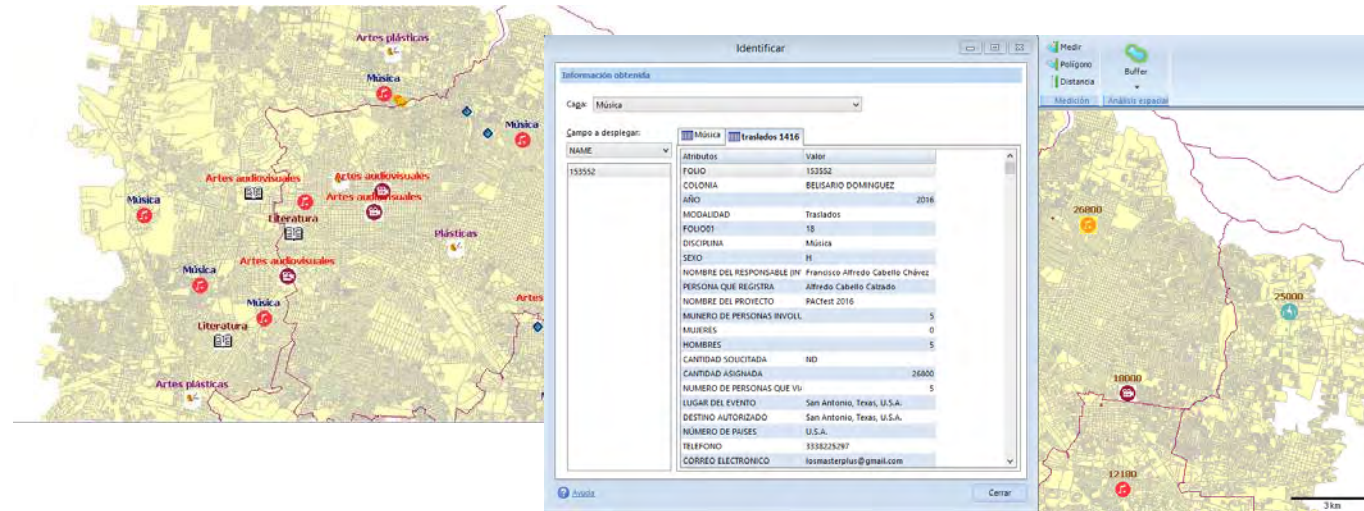 Artes plásticas
Música
Música
Artes audiovisuales
Artes audiovisuales
Artes audiovisuales
Música
Literatura
Plásticas
Artes audiovisuales
Música
Música
Literatura
Artes plásticas
Artes
Identificar
Información obtenida
Capa: Música
Campo a desplegar:
NAME
153552
Música traslados 1416
Atributos Valor
FOLIO 153552
COLONIA BELISARIO DOMINGUEZ
AÑO 2016
MODALIDAD Traslados
FOLIO01 18
DISCIPLINA Música
SEXO H
NOMBRE DEL RESPONSABLE (IN Francisco Alfredo Cabello Chávez
PERSONA QUE REGISTRA Alfredo Cabello Calzado
NOMBRE DEL PROYECTO PACfest 2016
MUNERO DE PERSONAS INVOLL 5
MUJERES 0
HOMBRES 5
CANTIDAD SOLICITADA ND
CANTIDAD ASIGNADA 26800
NUMERO DE PERSONAS QUE VI 5
LUGAR DEL EVENTO San Antonio, Texas, U.S.A.
DESTINO AUTORIZADO San Antonio, Texas, U.S.A.
NÚMERO DE PAISES U.S.A.
TELEFONO 3338225297
CORREO ELECTRÓNICO losmasterplus@gmail.com
Ayuda
Cerrar
Medir
Polígono
Distancia
Buffer
Medición Análisis espacial
26800
25000
18000
12180
3 km